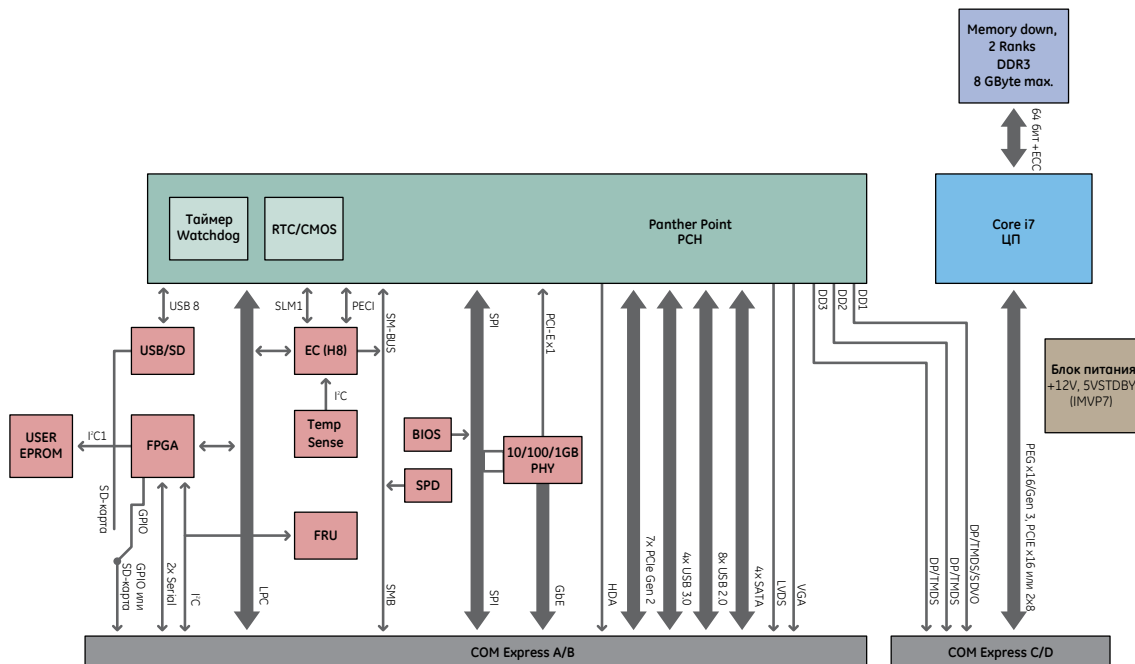 Memory down,
2 Ranks
DDR3
8 GByte max.
64 бит +ECC
Таймер
Watchdog
RTC/CMOS
Panther Point
PCH
Core i7
ЦП
USB 8
SLM1
PECI
SM-BUS
SPI
PCI-E x1
DD3
DD2
DD1
USB/SD
EC (H8)
I²C
Temp
Sense
Блок питания
+12V, 5VSTDBY
(IMVP7)
USER
EPROM
I²C1
FPGA
BIOS
10/100/1GB
PHY
SPD
FRU
SD-карта
GPIO
GPIO или
SD-карта
2x Serial
I²C
LPC
SMB
SPI
GbE
HDA
7x PCIe Gen 2
4x USB 3.0
8x USB 2.0
4x SATA
LVDS
VGA
DP/TMDS
DP/TMDS
DP/TMDS/SDVO
PEG x16/Gen 3, PCIE x16 или 2x8
COM Express A/B
COM Express C/D